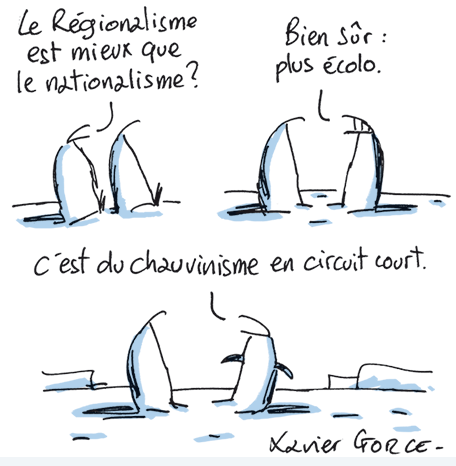 Le Régionalisme
est mieux que
le nationalisme?
Bien sûr :
plus écolo.
C'est du chauvinisme en circuit court.
Xavier GORCE-